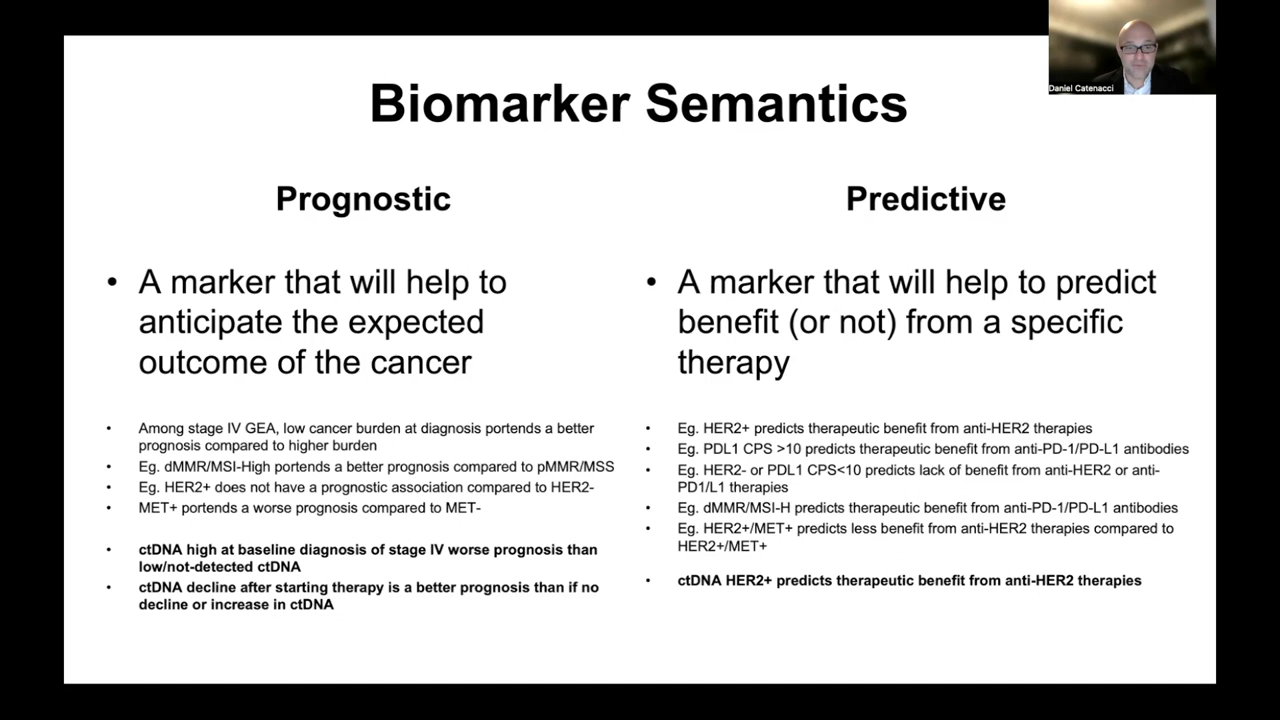 Daniel Catenacci
Biomarker Semantics
Prognostic
• A marker that will help to
anticipate the expected
outcome of the cancer
• Among stage IV GEA, low cancer burden at diagnosis portends a better
prognosis compared to higher burden
• Eg. dMMR/MSI-High portends a better prognosis compared to pMMR/MSS
• Eg. HER2+ does not have a prognostic association compared to HER2-
• MET+ portends a worse prognosis compared to MET-
• ctDNA high at baseline diagnosis of stage IV worse prognosis than
low/not-detected ctDNA
• ctDNA decline after starting therapy is a better prognosis than if no
decline or increase in ctDNA
Predictive
• A marker that will help to predict
benefit (or not) from a specific
therapy
• Eg. HER2+ predicts therapeutic benefit from anti-HER2 therapies
• Eg. PDL1 CPS >10 predicts therapeutic benefit from anti-PD-1/PD-L1 antibodies
• Eg. HER2- or PDL1 CPS<10 predicts lack of benefit from anti-HER2 or anti-
PD1/L1 therapies
• Eg. dMMR/MSI-H predicts therapeutic benefit from anti-PD-1/PD-L1 antibodies
• Eg. HER2+/MET+ predicts less benefit from anti-HER2 therapies compared to
HER2+/MET+
• ctDNA HER2+ predicts therapeutic benefit from anti-HER2 therapies